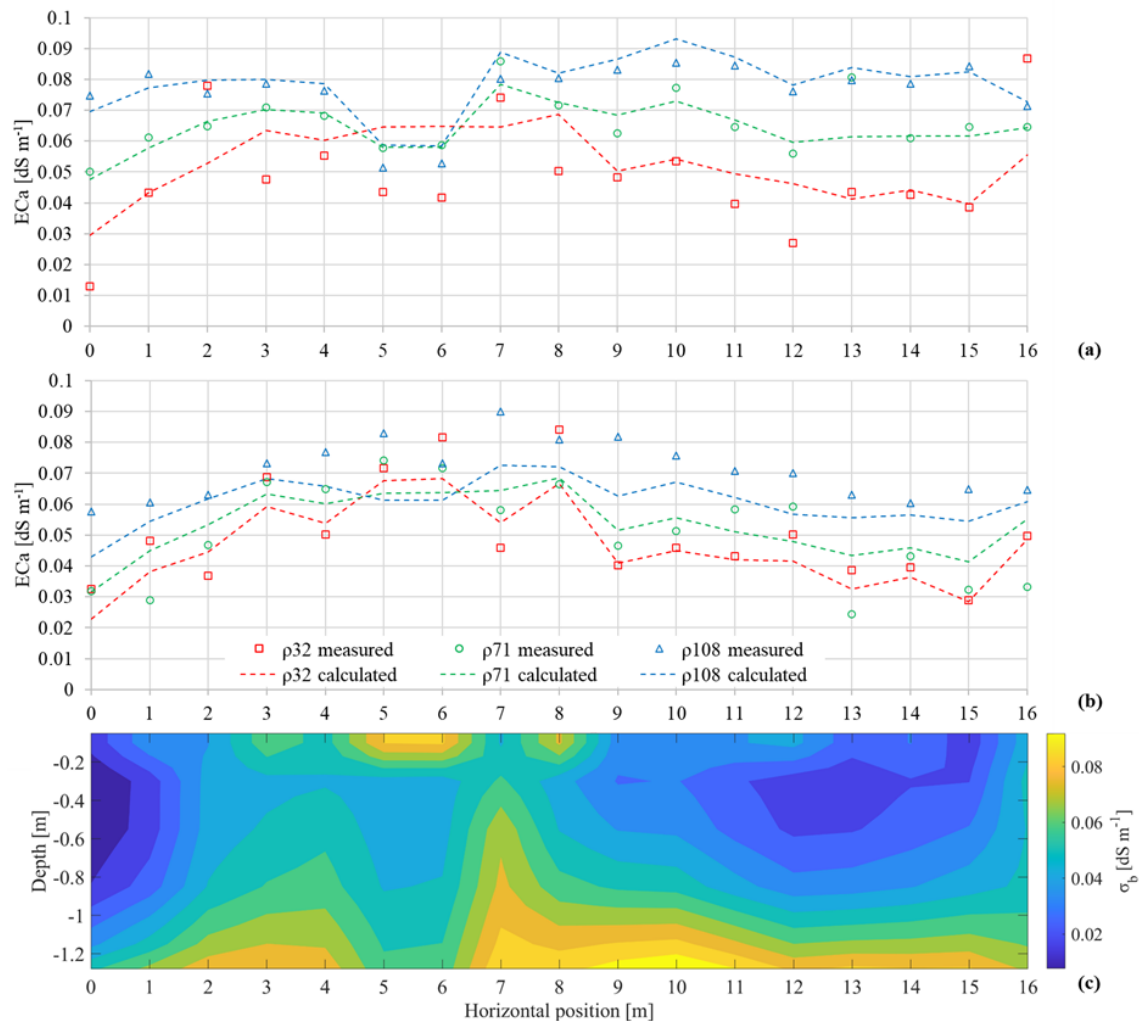 0.1
0.09
0.08
0.07
0.06
0.05
0.04
0.03
0.02
0.01
0
ECa [dS m⁻¹]
0 1 2 3 4 5 6 7 8 9 10 11 12 13 14 15 16
(a)
0.1
0.09
0.08
0.07
0.06
0.05
0.04
0.03
0.02
0.01
0
ECa [dS m⁻¹]
ρ32 measured ρ71 measured ρ108 measured
ρ32 calculated ρ71 calculated ρ108 calculated
0 1 2 3 4 5 6 7 8 9 10 11 12 13 14 15 16
(b)
-0.2
-0.4
-0.6
-0.8
-1
-1.2
Depth [m]
0 1 2 3 4 5 6 7 8 9 10 11 12 13 14 15 16
Horizontal position [m]
0.08
0.06
0.04
0.02
σb [dS m⁻¹]
(c)